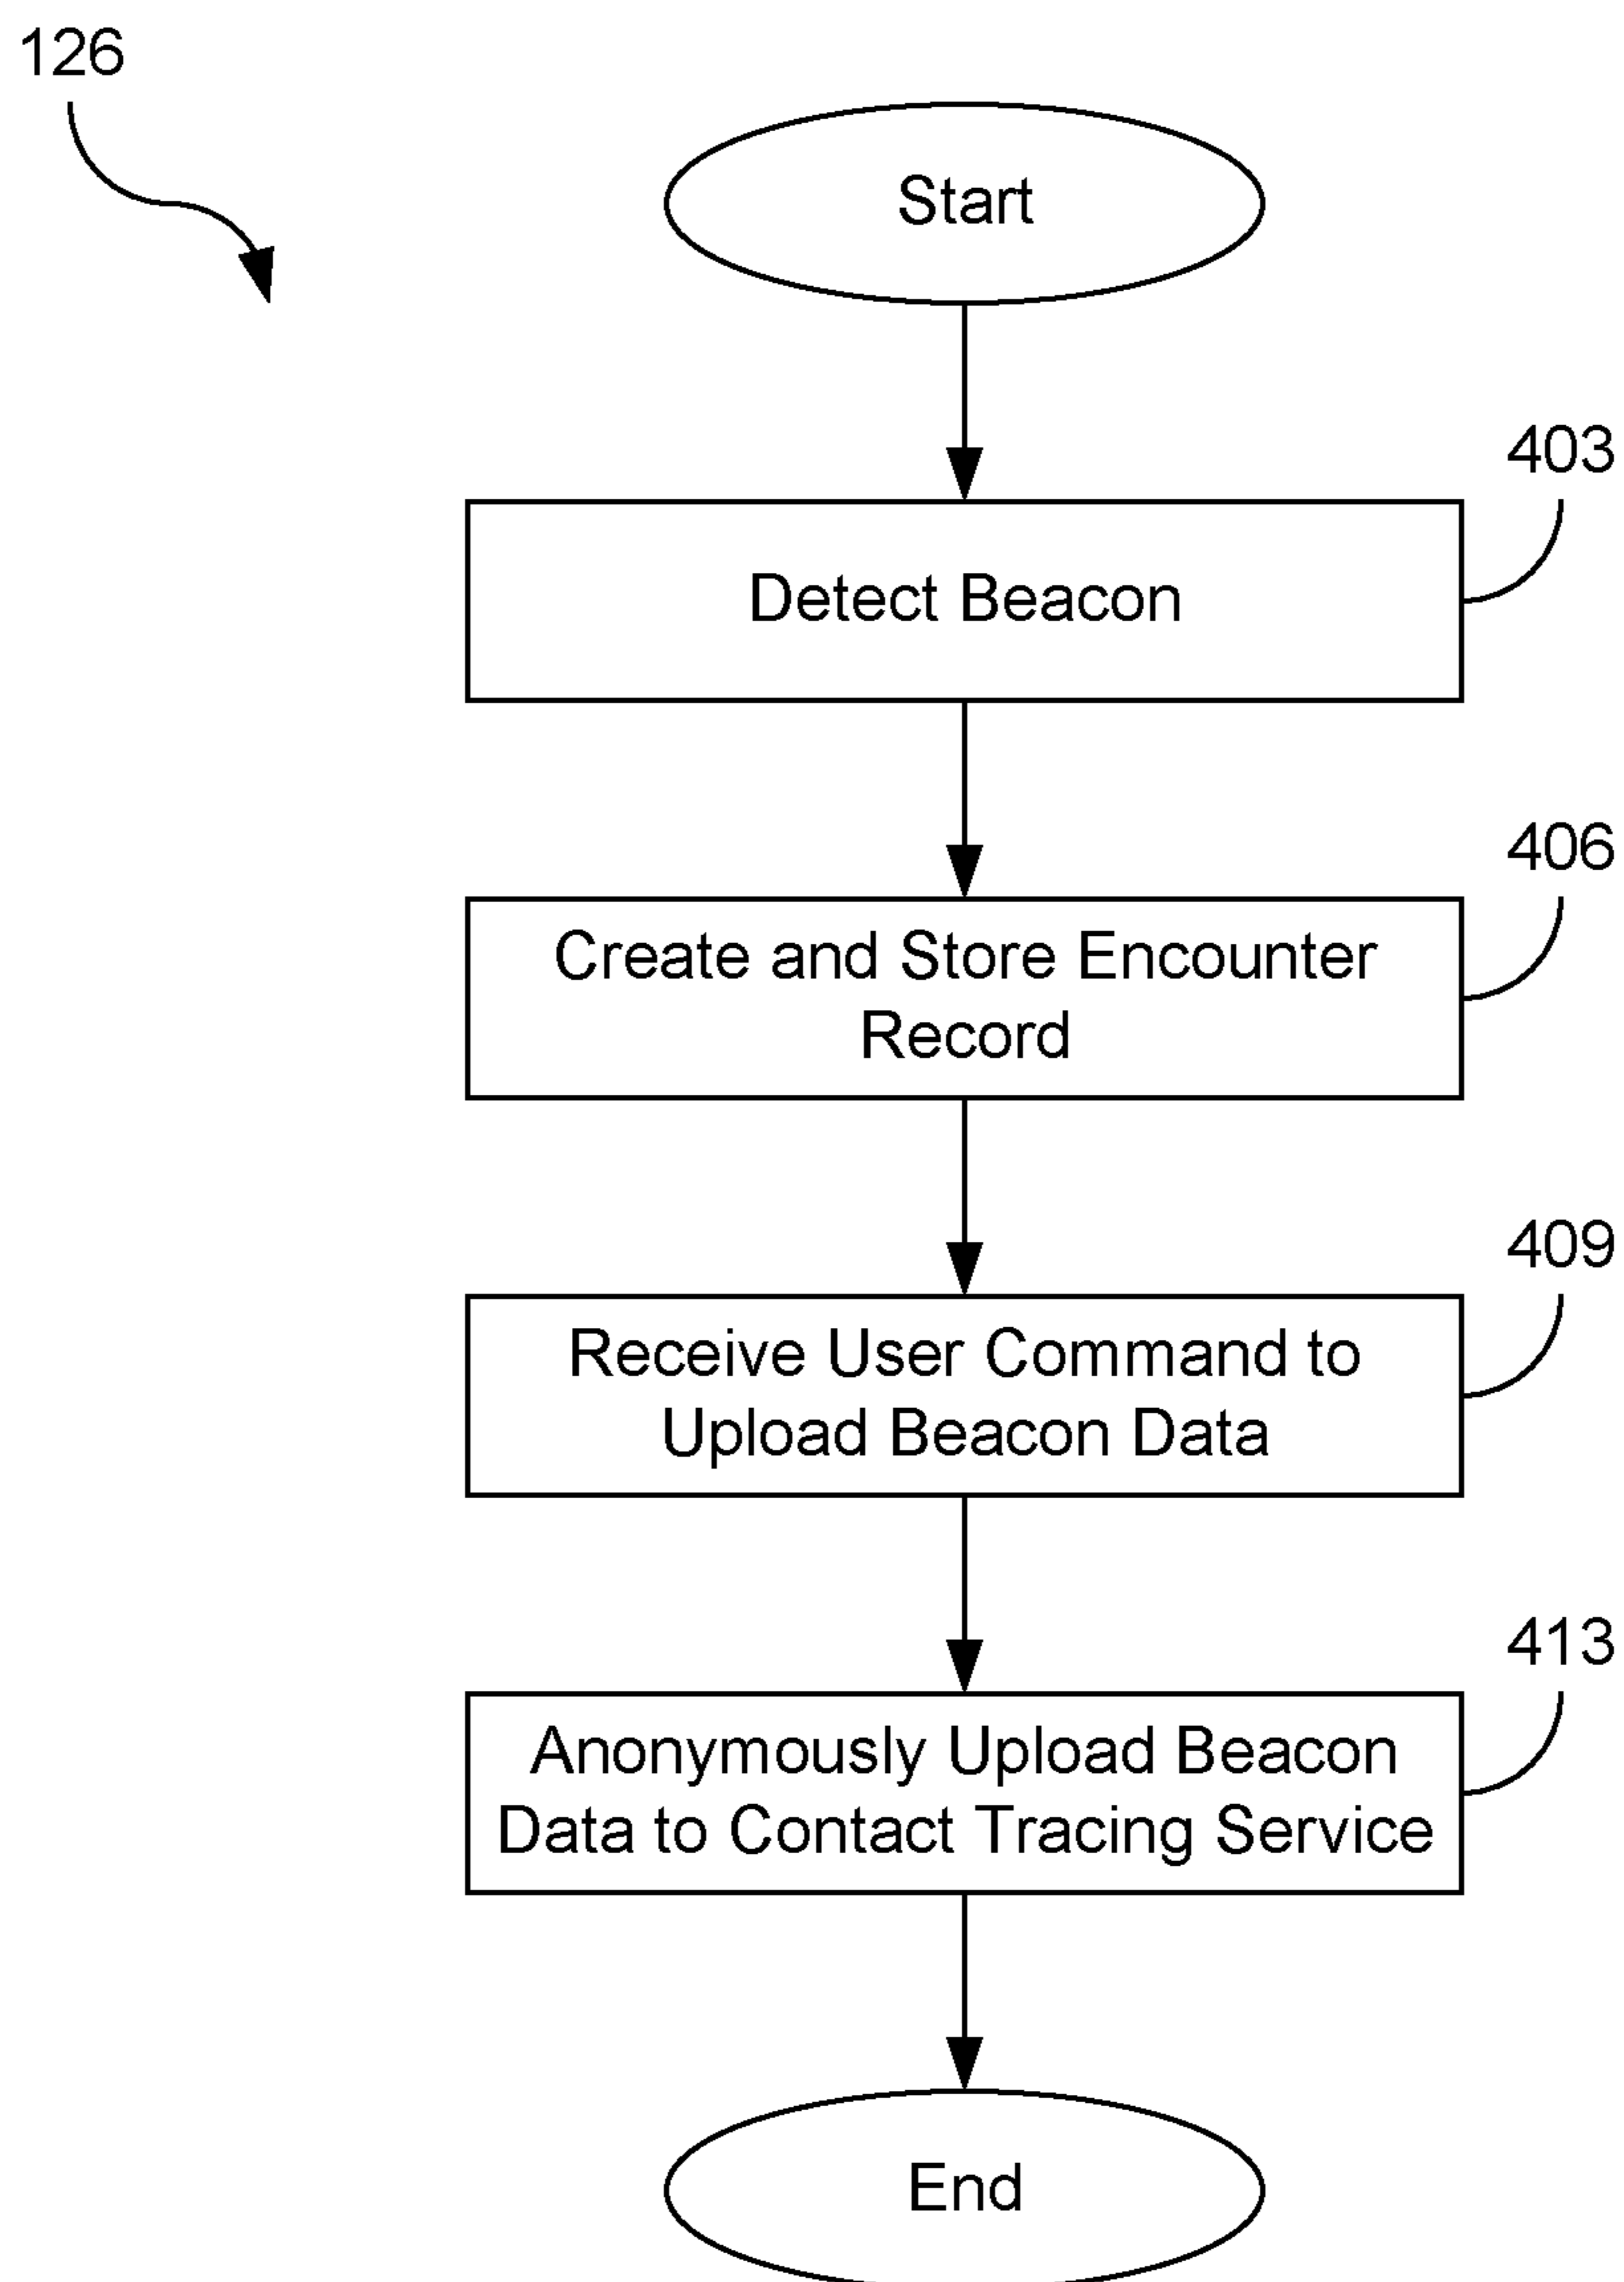 126
Start
403
Detect Beacon
406
Create and Store Encounter
Record
409
Receive User Command to
Upload Beacon Data
413
Anonymously Upload Beacon
Data to Contact Tracing Service
End